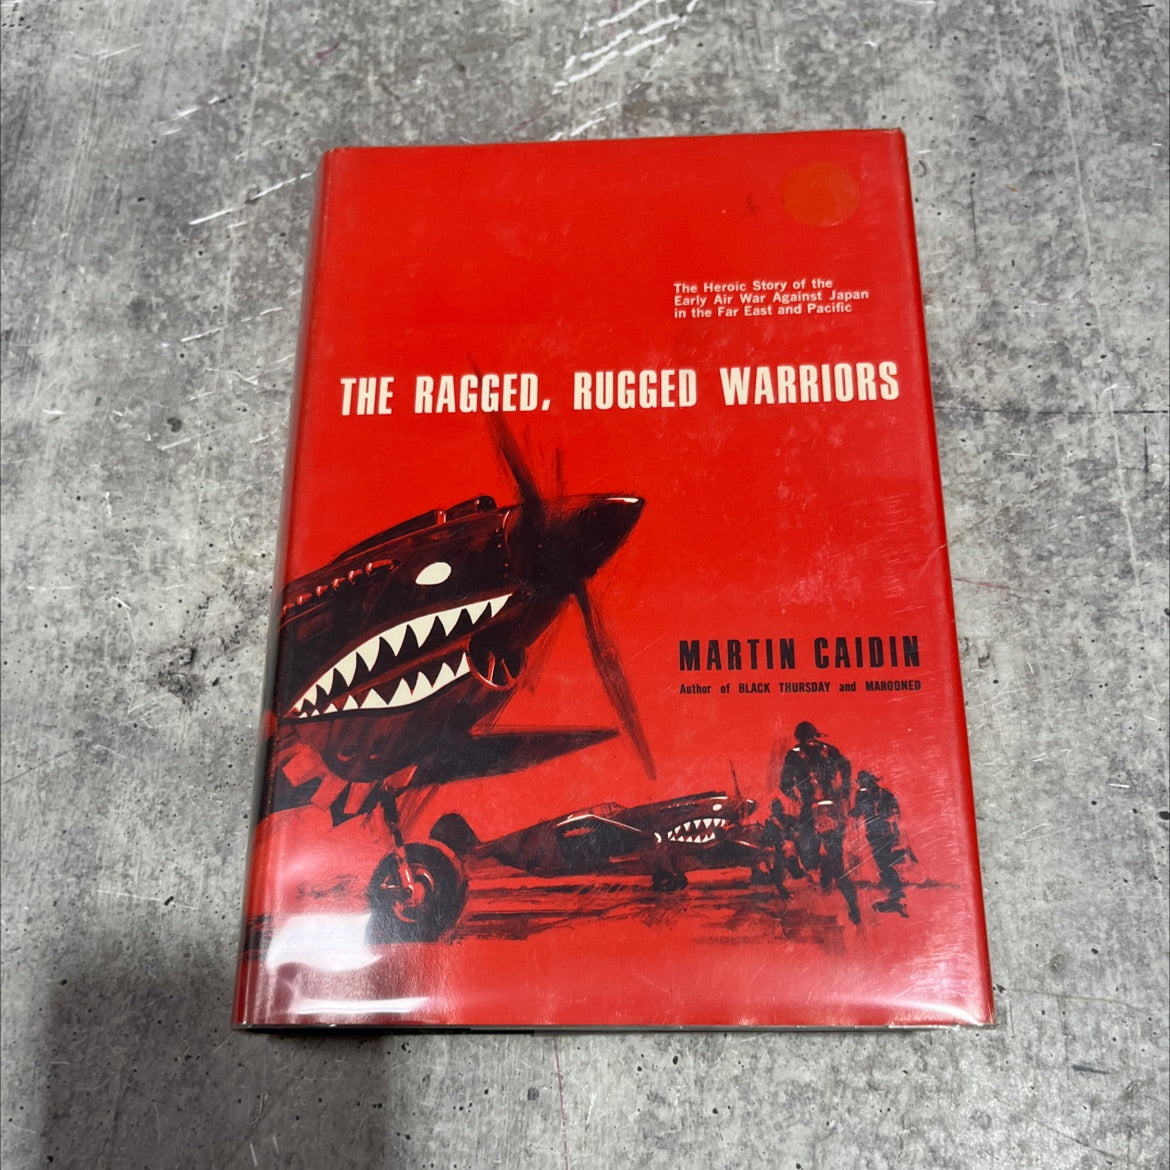 The Heroic Story of the
Early Air War Against Japan
in the Far East and Pacific
THE RAGGED, RUGGED WARRIORS
MARTIN CAIDIN
Author of BLACK THURSDAY and MAROONED